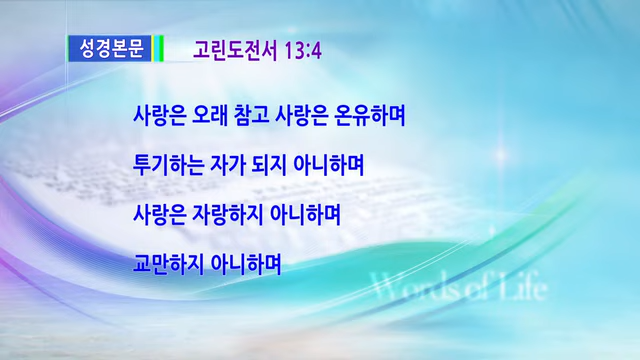 성경본문 고린도전서 13:4
사랑은 오래 참고 사랑은 온유하며
투기하는 자가 되지 아니하며
사랑은 자랑하지 아니하며
교만하지 아니하며
Words of Life